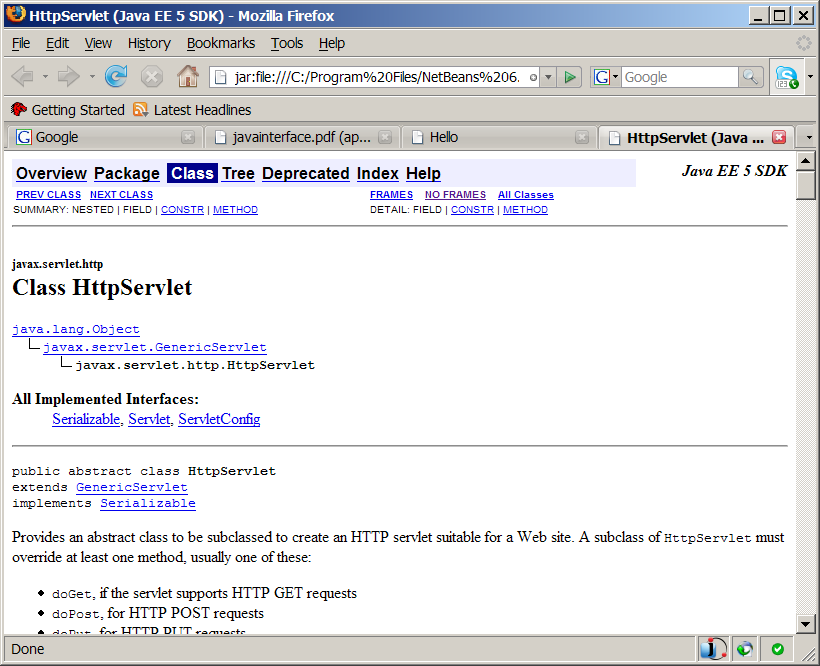 HttpServlet (Java EE 5 SDK) - Mozilla Firefox
File Edit View History Bookmarks Tools Help
jar:file:///C:/Program%20Files/NetBeans%206. G Google
Getting Started Latest Headlines
G Google javainterface.pdf (ap... Hello HttpServlet (Java ...
Overview Package Class Tree Deprecated Index Help Java EE 5 SDK
PREV CLASS NEXT CLASS FRAMES NO FRAMES All Classes
SUMMARY: NESTED | FIELD | CONSTR | METHOD DETAIL: FIELD | CONSTR | METHOD
javax.servlet.http
Class HttpServlet
java.lang.Object
javax.servlet.GenericServlet
javax.servlet.http.HttpServlet
All Implemented Interfaces:
Serializable, Servlet, ServletConfig
public abstract class HttpServlet
extends GenericServlet
implements Serializable
Provides an abstract class to be subclassed to create an HTTP servlet suitable for a Web site. A subclass of HttpServlet must
override at least one method, usually one of these:
doGet, if the servlet supports HTTP GET requests
doPost, for HTTP POST requests
doPut, for HTTP PUT requests
Done